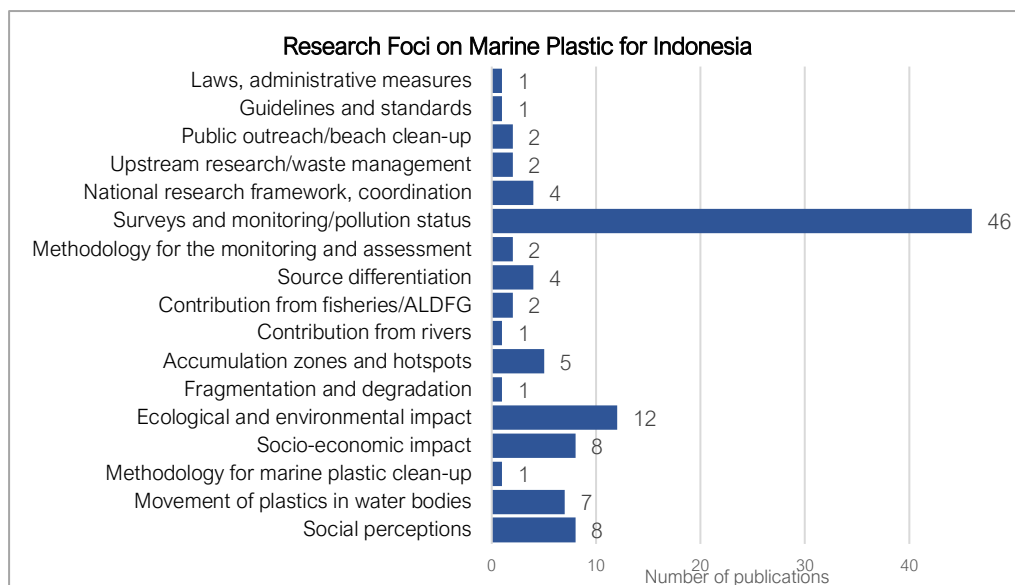 Research Foci on Marine Plastic for Indonesia
Laws, administrative measures 1
Guidelines and standards 1
Public outreach/beach clean-up 2
Upstream research/waste management 2
National research framework, coordination 4
Surveys and monitoring/pollution status 46
Methodology for the monitoring and assessment 2
Source differentiation 4
Contribution from fisheries/ALDFG 2
Contribution from rivers 1
Accumulation zones and hotspots 5
Fragmentation and degradation 1
Ecological and environmental impact 12
Socio-economic impact 8
Methodology for marine plastic clean-up 1
Movement of plastics in water bodies 7
Social perceptions 8
0 10 20 30 40
Number of publications